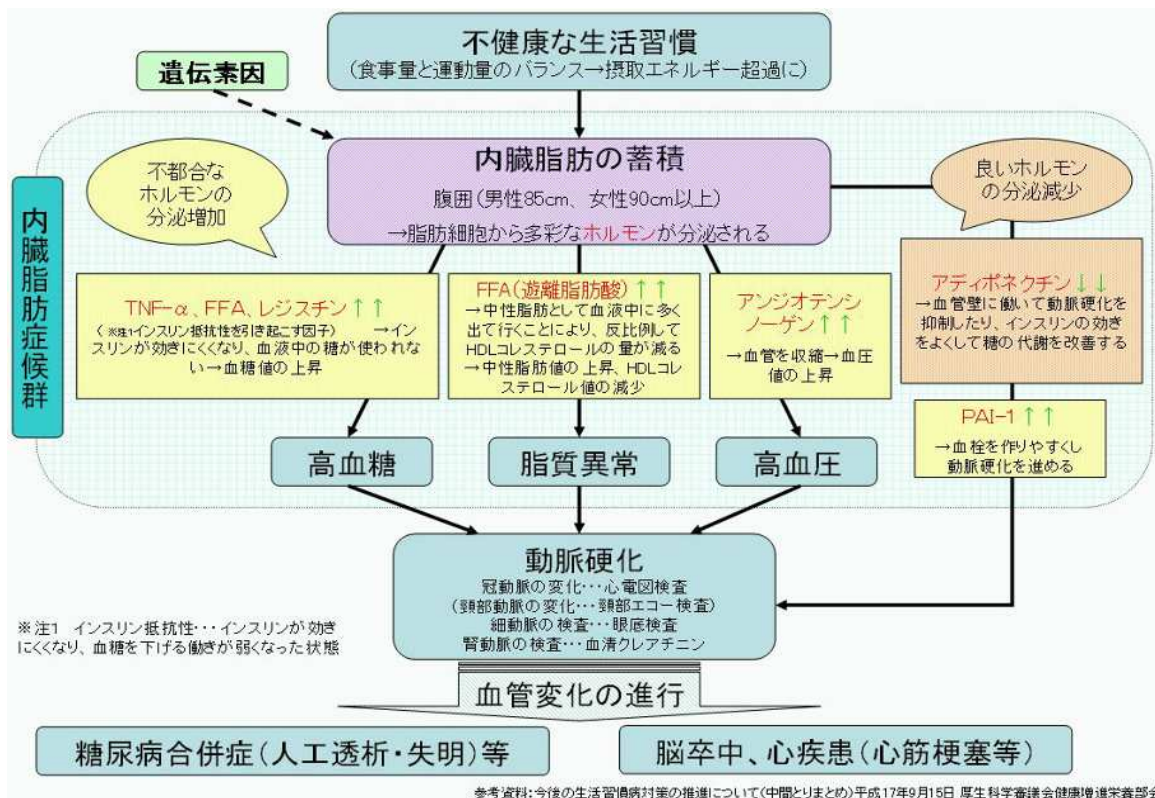 不健康な生活習慣
(食事量と運動量のバランス→摂取エネルギー超過に)
遺伝素因
内臓脂肪の蓄積
腹囲(男性85cm、女性90cm以上)
→脂肪細胞から多彩なホルモンが分泌される
不都合な
ホルモンの
分泌増加
良いホルモン
の分泌減少
内臓脂肪症候群
TNF-α、FFA、レジスチン↑↑
(※注1インスリン抵抗性を引き起こす因子) →イン
スリンが効きにくくなり、血液中の糖が使われな
い→血糖値の上昇
FFA(遊離脂肪酸)↑↑
→中性脂肪として血液中に多く
出て行くことにより、反比例して
HDLコレステロールの量が減る
→中性脂肪値の上昇、HDLコレ
ステロール値の減少
アンジオテンシ
ノーゲン↑↑
→血管を収縮→血圧
値の上昇
アディポネクチン↓↓
→血管壁に働いて動脈硬化を
抑制したり、インスリンの効き
をよくして糖の代謝を改善する
PAI-1↑↑
→血栓を作りやすくし
動脈硬化を進める
高血糖
脂質異常
高血圧
動脈硬化
冠動脈の変化…心電図検査
(頸部動脈の変化…頸部エコー検査)
細動脈の検査…眼底検査
腎動脈の検査…血清クレアチニン
※注1 インスリン抵抗性・・・インスリンが効き
にくくなり、血糖を下げる働きが弱くなった状態
血管変化の進行
糖尿病合併症(人工透析・失明)等
脳卒中、心疾患(心筋梗塞等)
参考資料:今後の生活習慣病対策の推進について(中間とりまとめ)平成17年9月15日 厚生科学審議会健康増進栄養部会